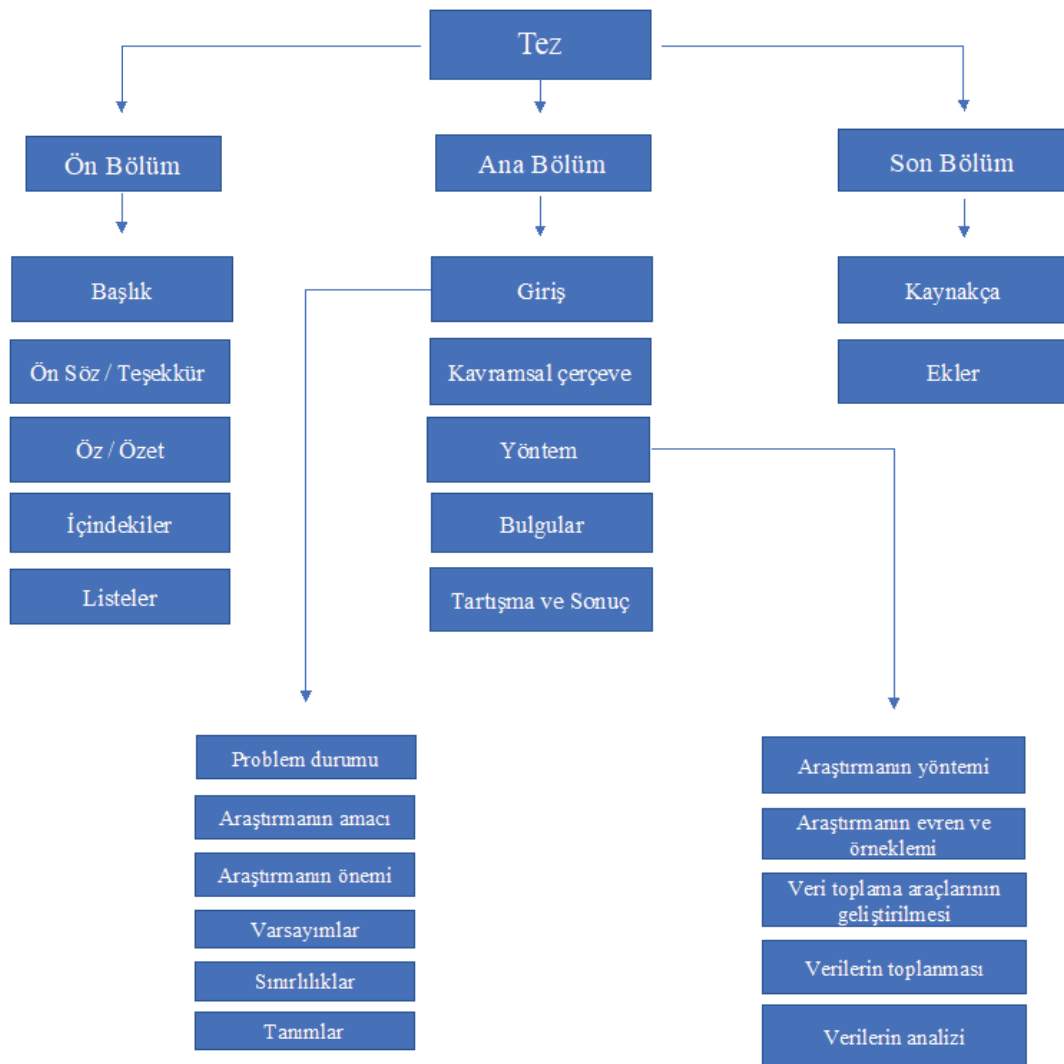 Tez
Ön Bölüm
Ana Bölüm
Son Bölüm
Başlık
Ön Söz / Teşekkür
Öz / Özet
İçindekiler
Listeler
Giriş
Kavramsal çerçeve
Yöntem
Bulgular
Tartışma ve Sonuç
Kaynakça
Ekler
Problem durumu
Araştırmanın amacı
Araştırmanın önemi
Varsayımlar
Sınırlılıklar
Tanımlar
Araştırmanın yöntemi
Araştırmanın evren ve
örneklemi
Veri toplama araçlarının
geliştirilmesi
Verilerin toplanması
Verilerin analizi